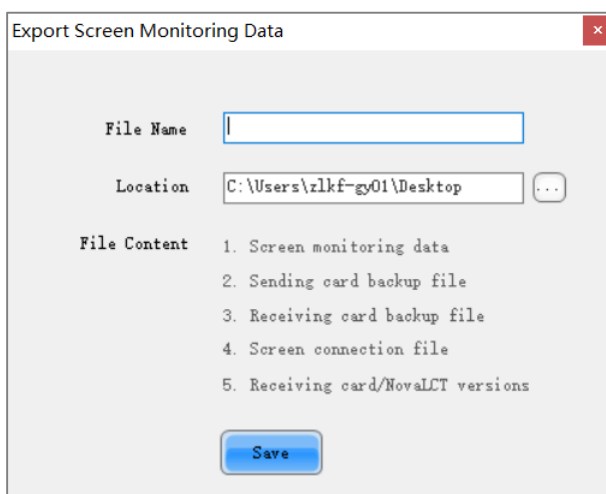 Export Screen Monitoring Data
File Name
Location C:\Users\zlkf-gy01\Desktop ...
File Content 1. Screen monitoring data
2. Sending card backup file
3. Receiving card backup file
4. Screen connection file
5. Receiving card/NovaLCT versions
Save